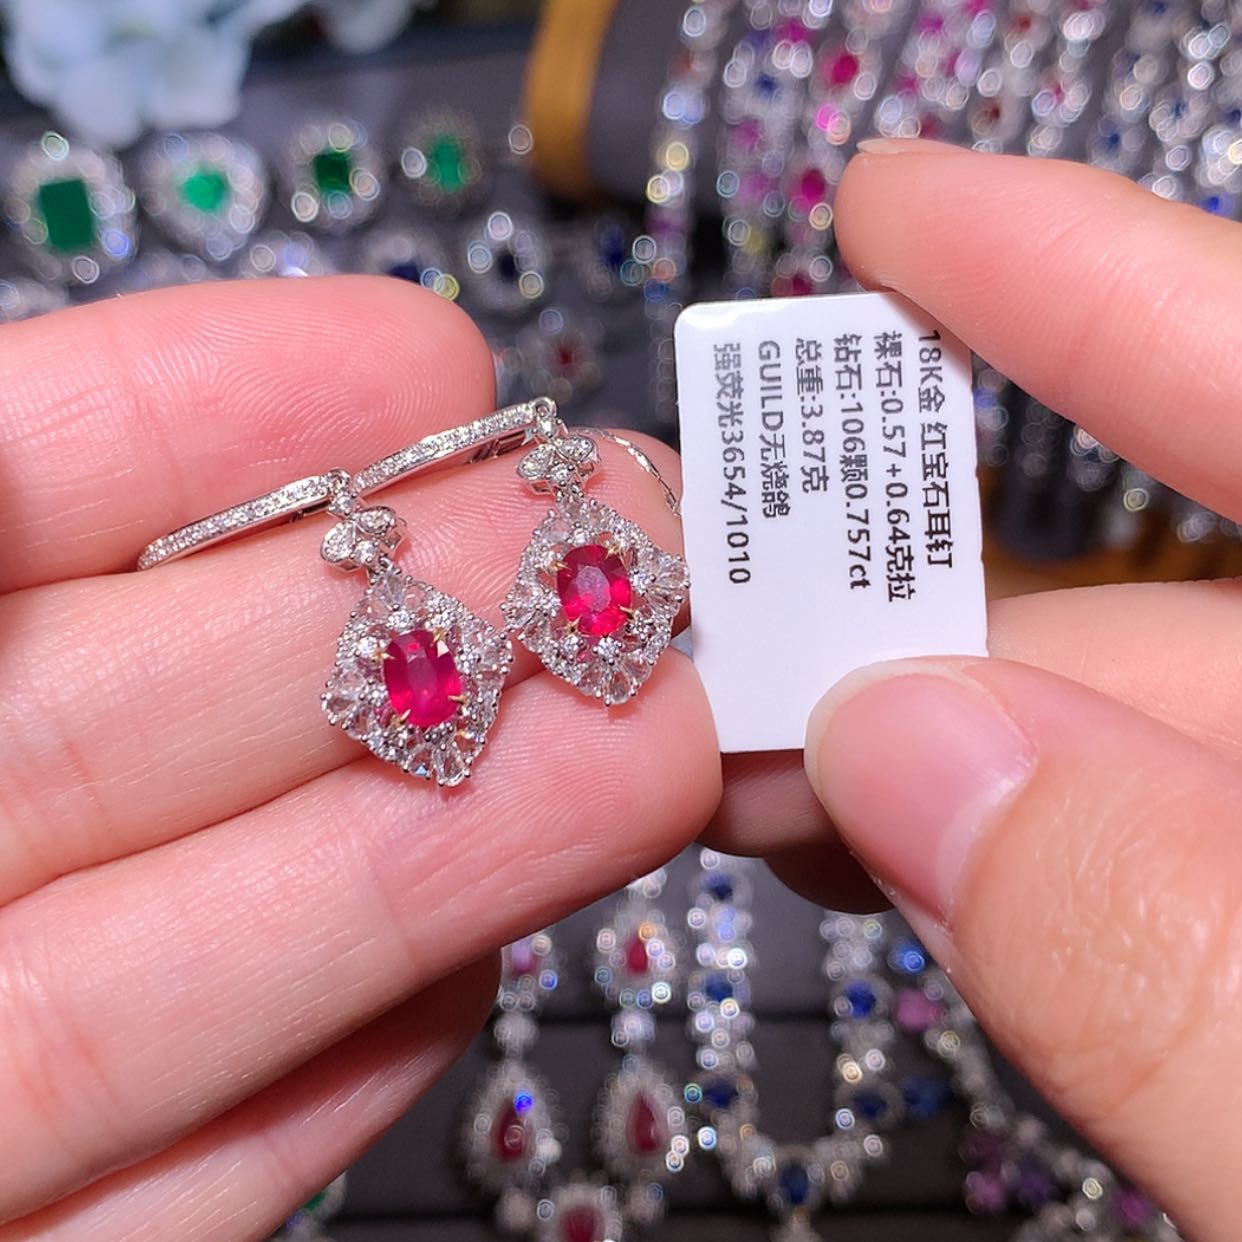 18K金 红宝石耳钉
裸石:0.57+0.64克拉
钻石:106颗0.757ct
总重:3.87克
GUILD无烧鸽
强荧光3654/1010